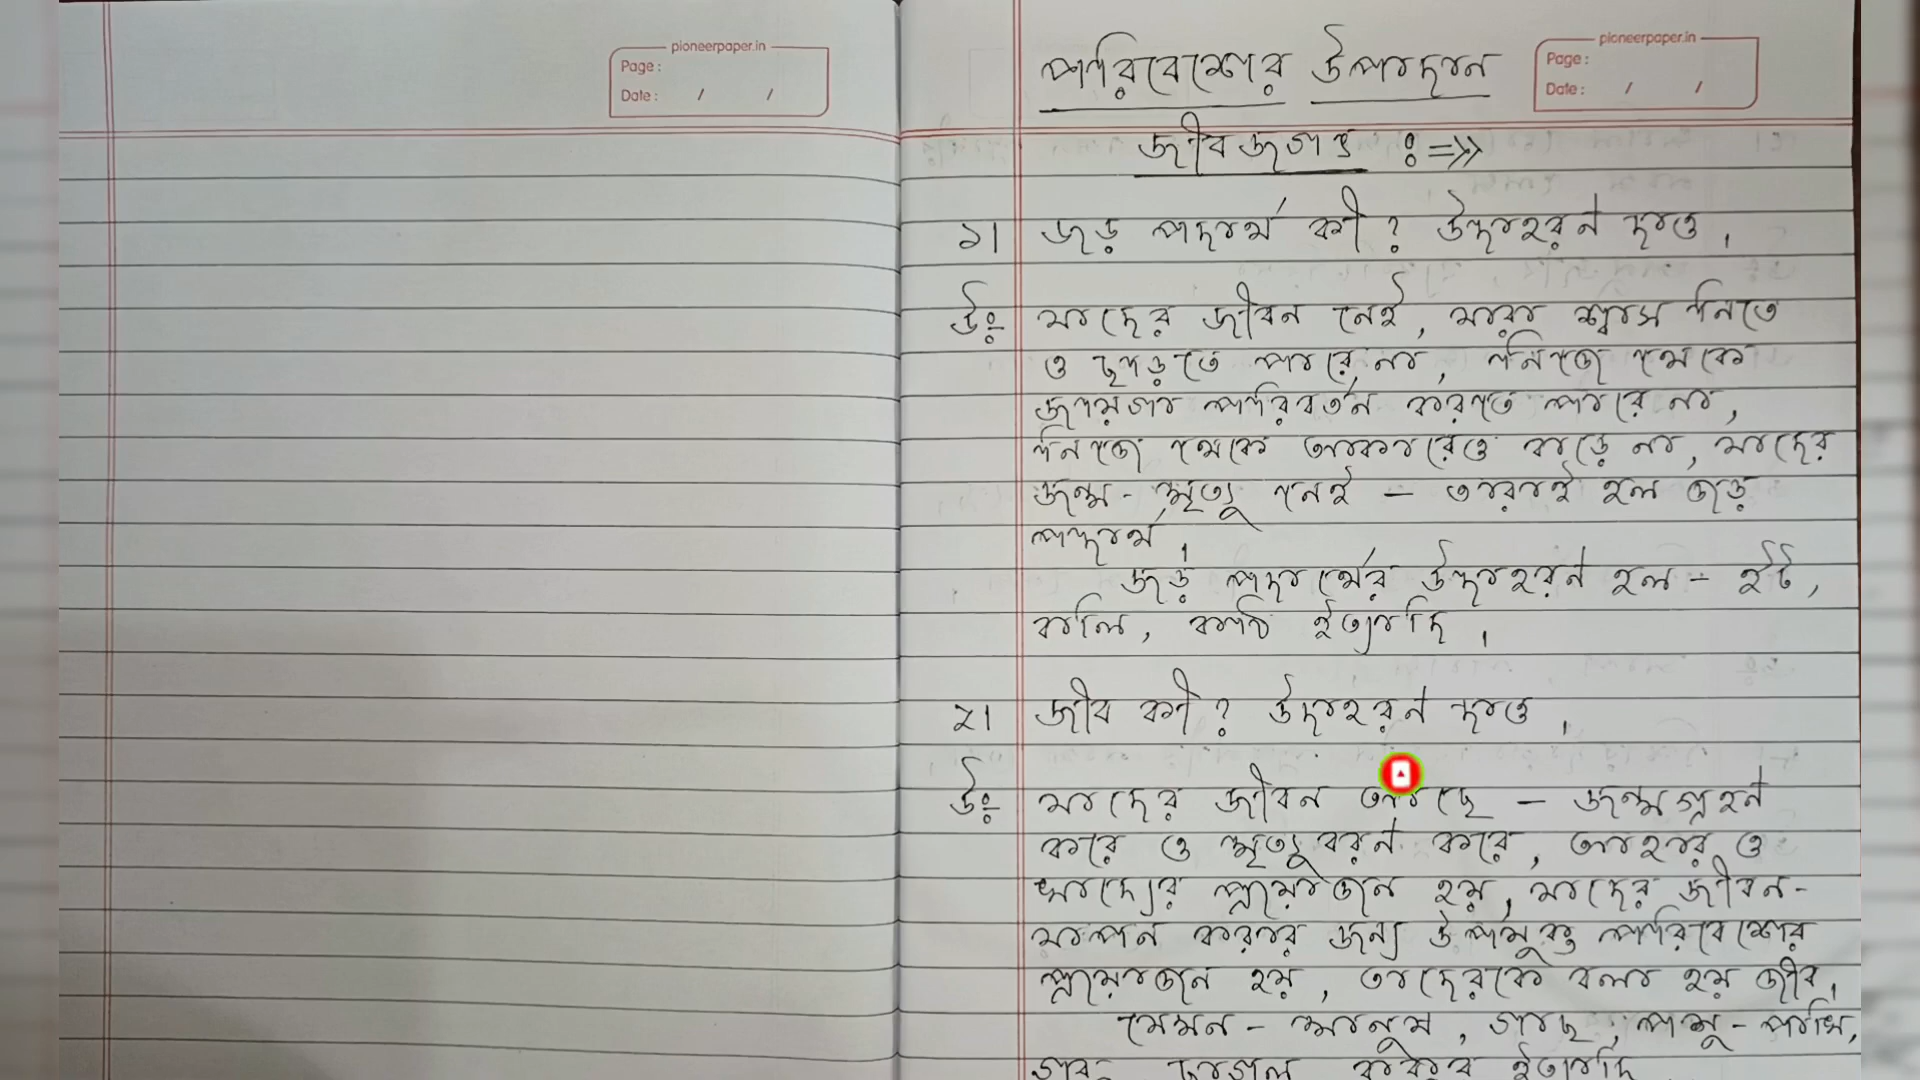 pioneerpaper.in
Page :
Date : / /
পরিবেশের উপাদান
pioneerpaper.in
Page :
Date : / /
জীবজগৎ :⇒»
১। জড় পদার্থ কী? উদাহরণ দাও।
উঃ যাদের জীবন নেই, যারা শ্বাস নিতে
ও ছাড়তে পারে না, নিজে থেকে
জায়গা পরিবর্তন করতে পারে না,
নিজে থেকে আকারেও বাড়ে না, যাদের
জন্ম - মৃত্যু নেই – তারাই হল জড়
পদার্থ।
জড় পদার্থের উদাহরণ হল - ইট,
বালি, কাঠ ইত্যাদি।
২। জীব কী? উদাহরণ দাও।
উঃ যাদের জীবন আছে – জন্মগ্রহণ
করে ও মৃত্যুবরণ করে, আহার ও
খাদ্যের প্রয়োজন হয়, যাদের জীবন-
যাপন করার জন্য উপযুক্ত পরিবেশের
প্রয়োজন হয়, তাদেরকে বলা হয় জীব।
যেমন - মানুষ, গাছ, পশু - পাখি,
গরু ছাগল কুকুর ইত্যাদি